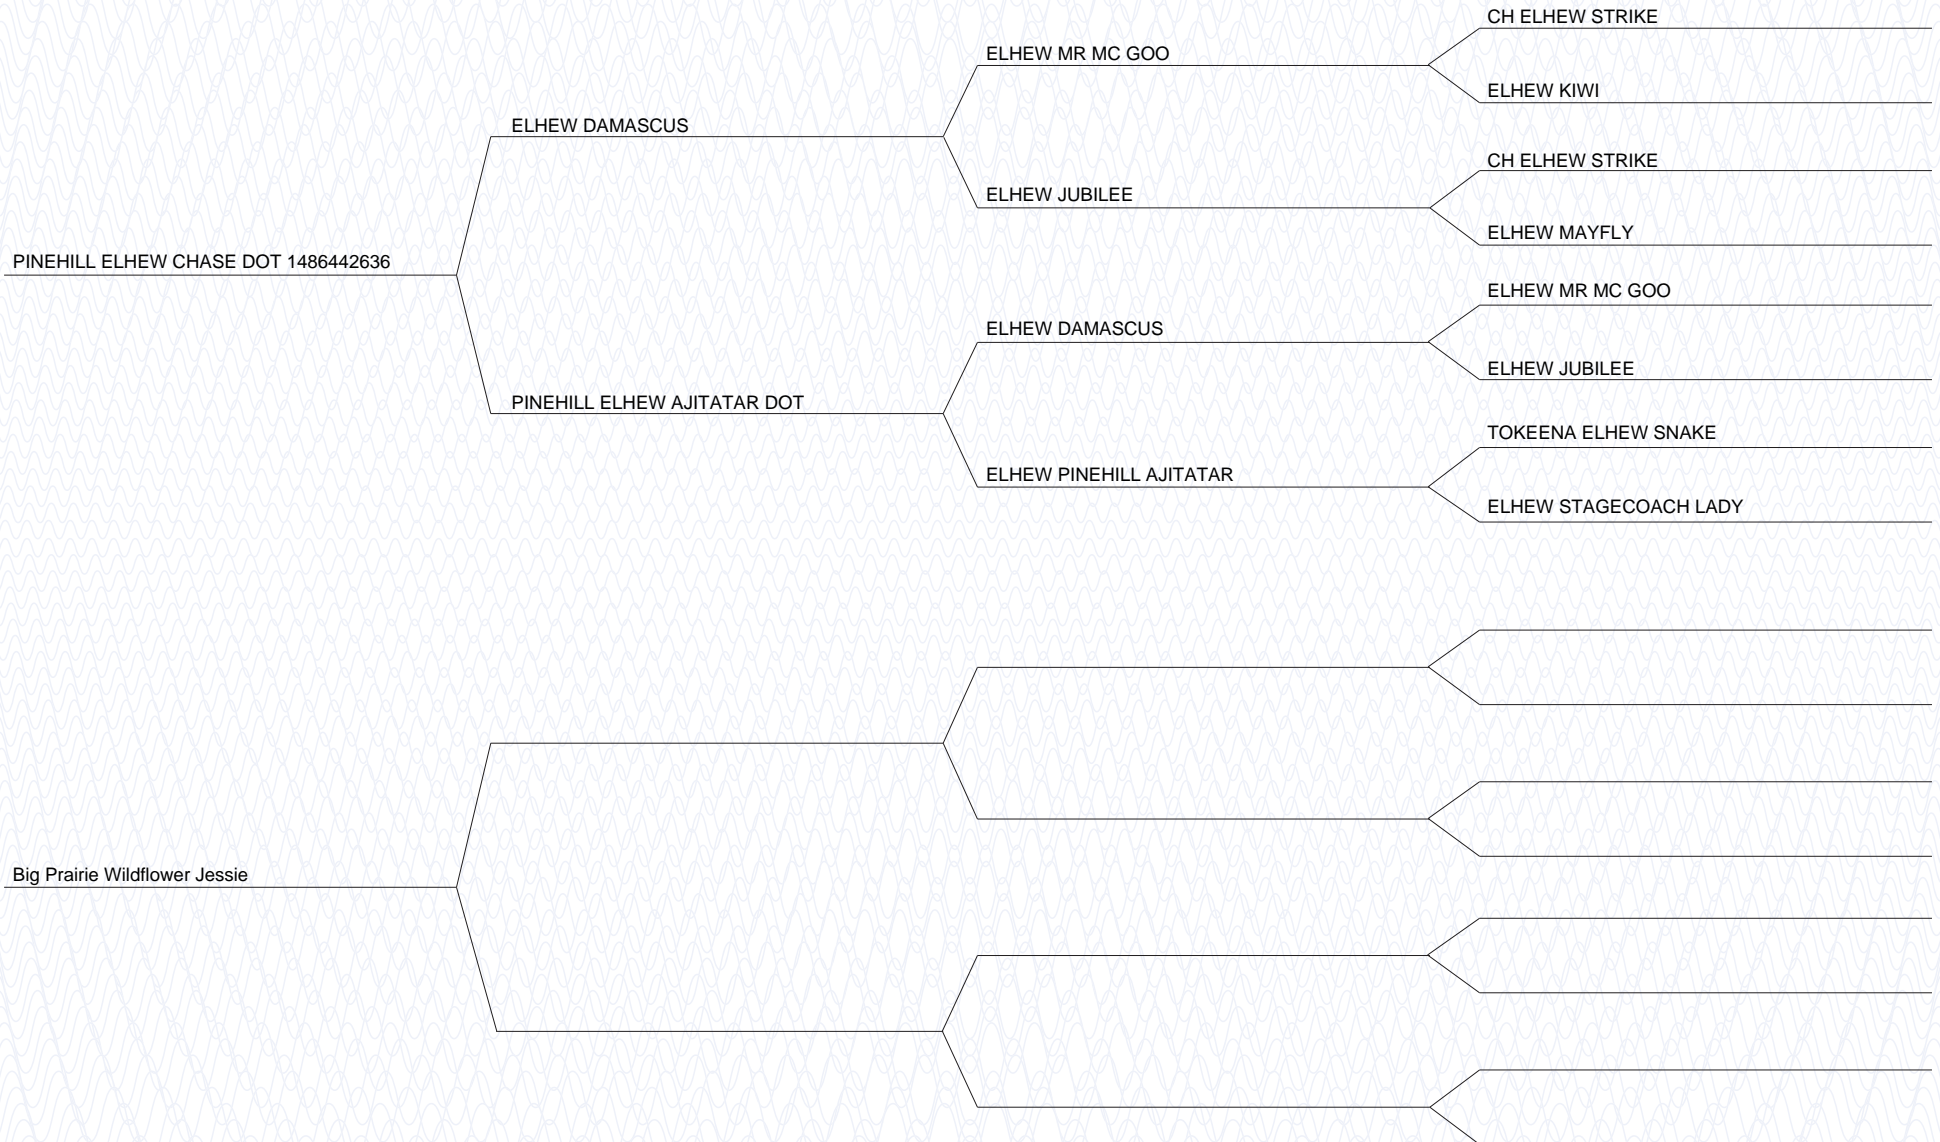 CH ELHEW STRIKE
ELHEW MR MC GOO
ELHEW KIWI
ELHEW DAMASCUS
CH ELHEW STRIKE
ELHEW JUBILEE
ELHEW MAYFLY
PINEHILL ELHEW CHASE DOT 1486442636
ELHEW MR MC GOO
ELHEW DAMASCUS
ELHEW JUBILEE
PINEHILL ELHEW AJITATAR DOT
TOKEENA ELHEW SNAKE
ELHEW PINEHILL AJITATAR
ELHEW STAGECOACH LADY
Big Prairie Wildflower Jessie